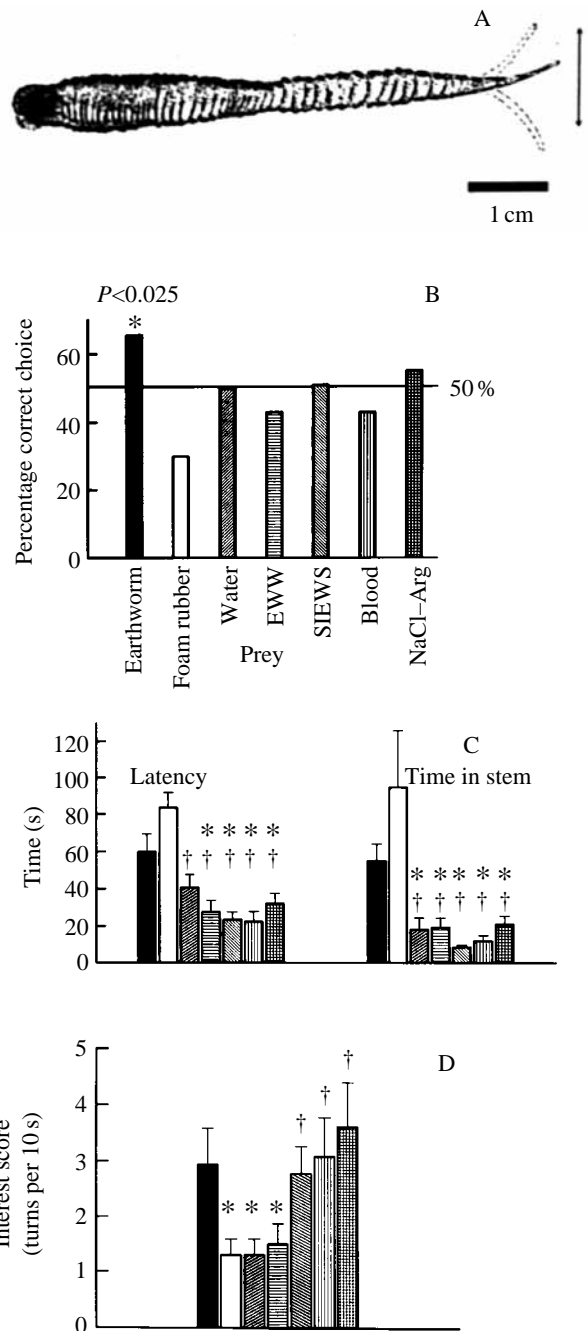 A
1 cm
P<0.025
B
*
Percentage correct choice
60
40
20
0
50 %
Earthworm
Foam rubber
Water
EWW
SIEWS
Blood
NaCl–Arg
Prey
C
Time (s)
120
100
80
60
40
20
0
Latency
Time in stem
* * * *
† † † † †
* * * * *
† † † † †
D
Interest score
(turns per 10 s)
5
4
3
2
1
0
* * *
† † †